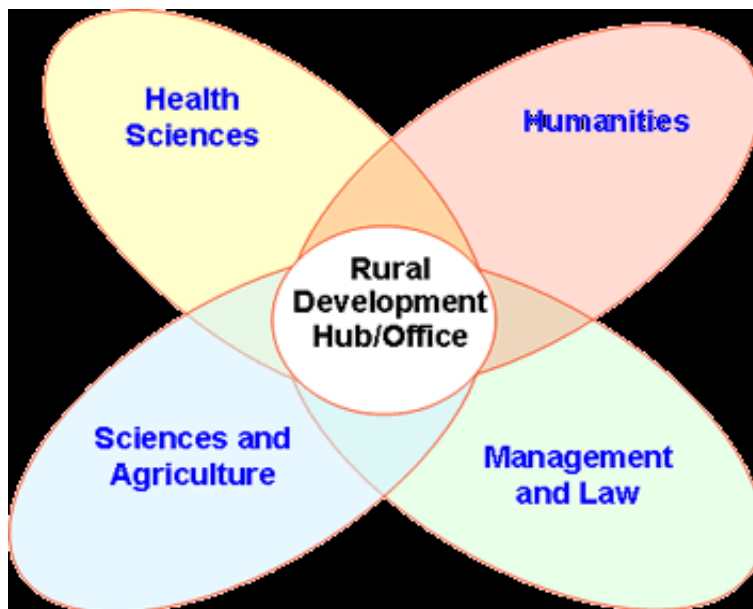 Health
Sciences
Humanities
Rural
Development
Hub/Office
Sciences and
Agriculture
Management
and Law